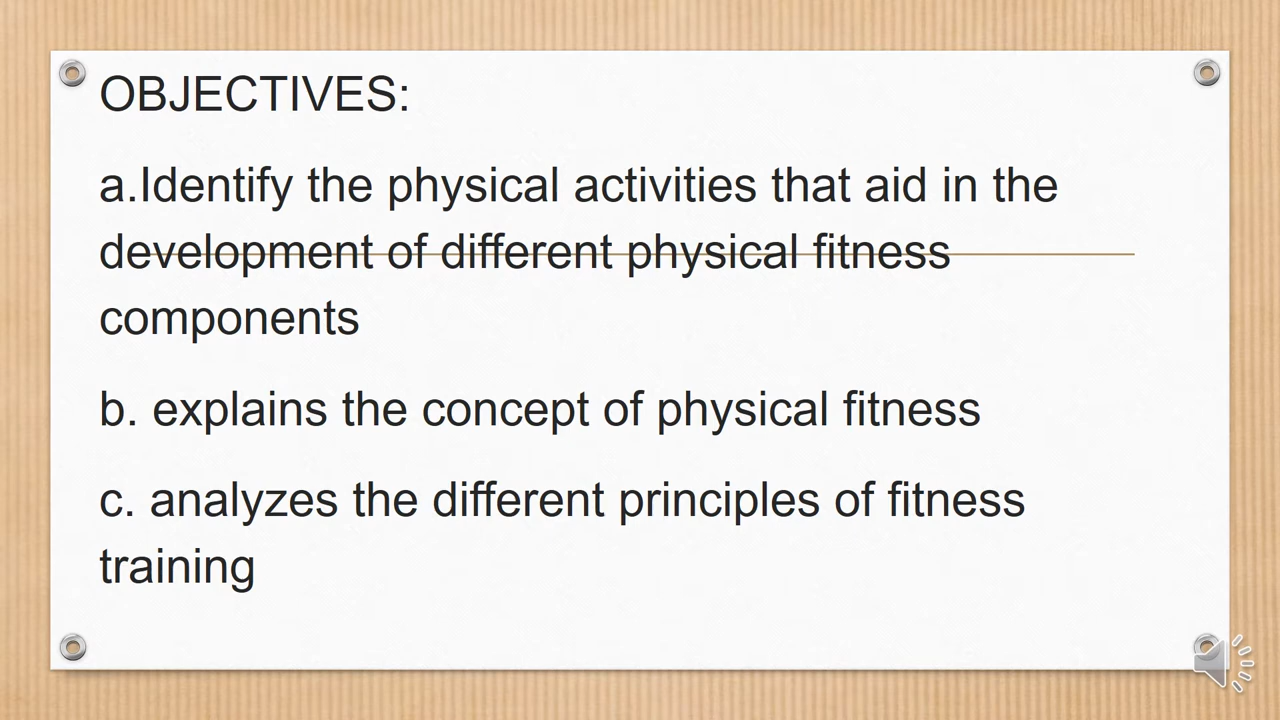 OBJECTIVES:
a.Identify the physical activities that aid in the
development of different physical fitness
components
b. explains the concept of physical fitness
c. analyzes the different principles of fitness
training